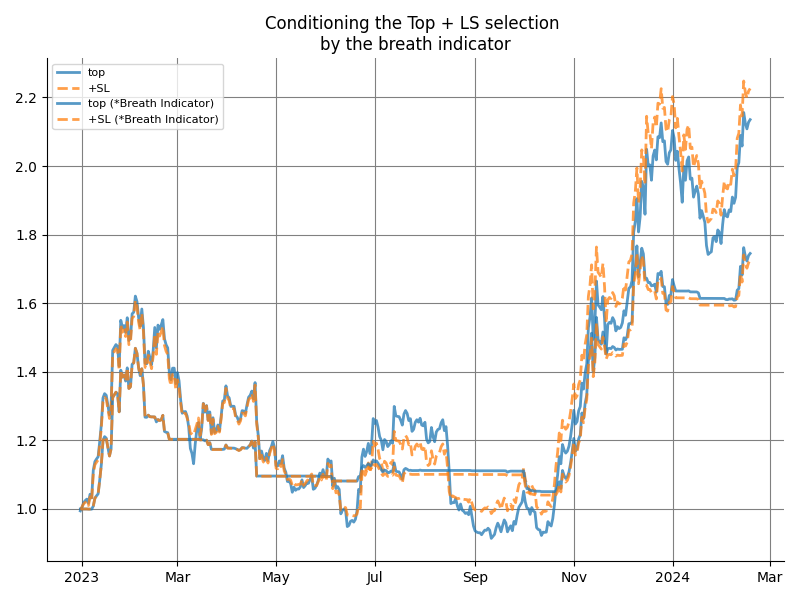 Conditioning the Top + LS selection
by the breath indicator
top
+SL
top (*Breath Indicator)
+SL (*Breath Indicator)
2.2
2.0
1.8
1.6
1.4
1.2
1.0
2023 Mar May Jul Sep Nov 2024 Mar